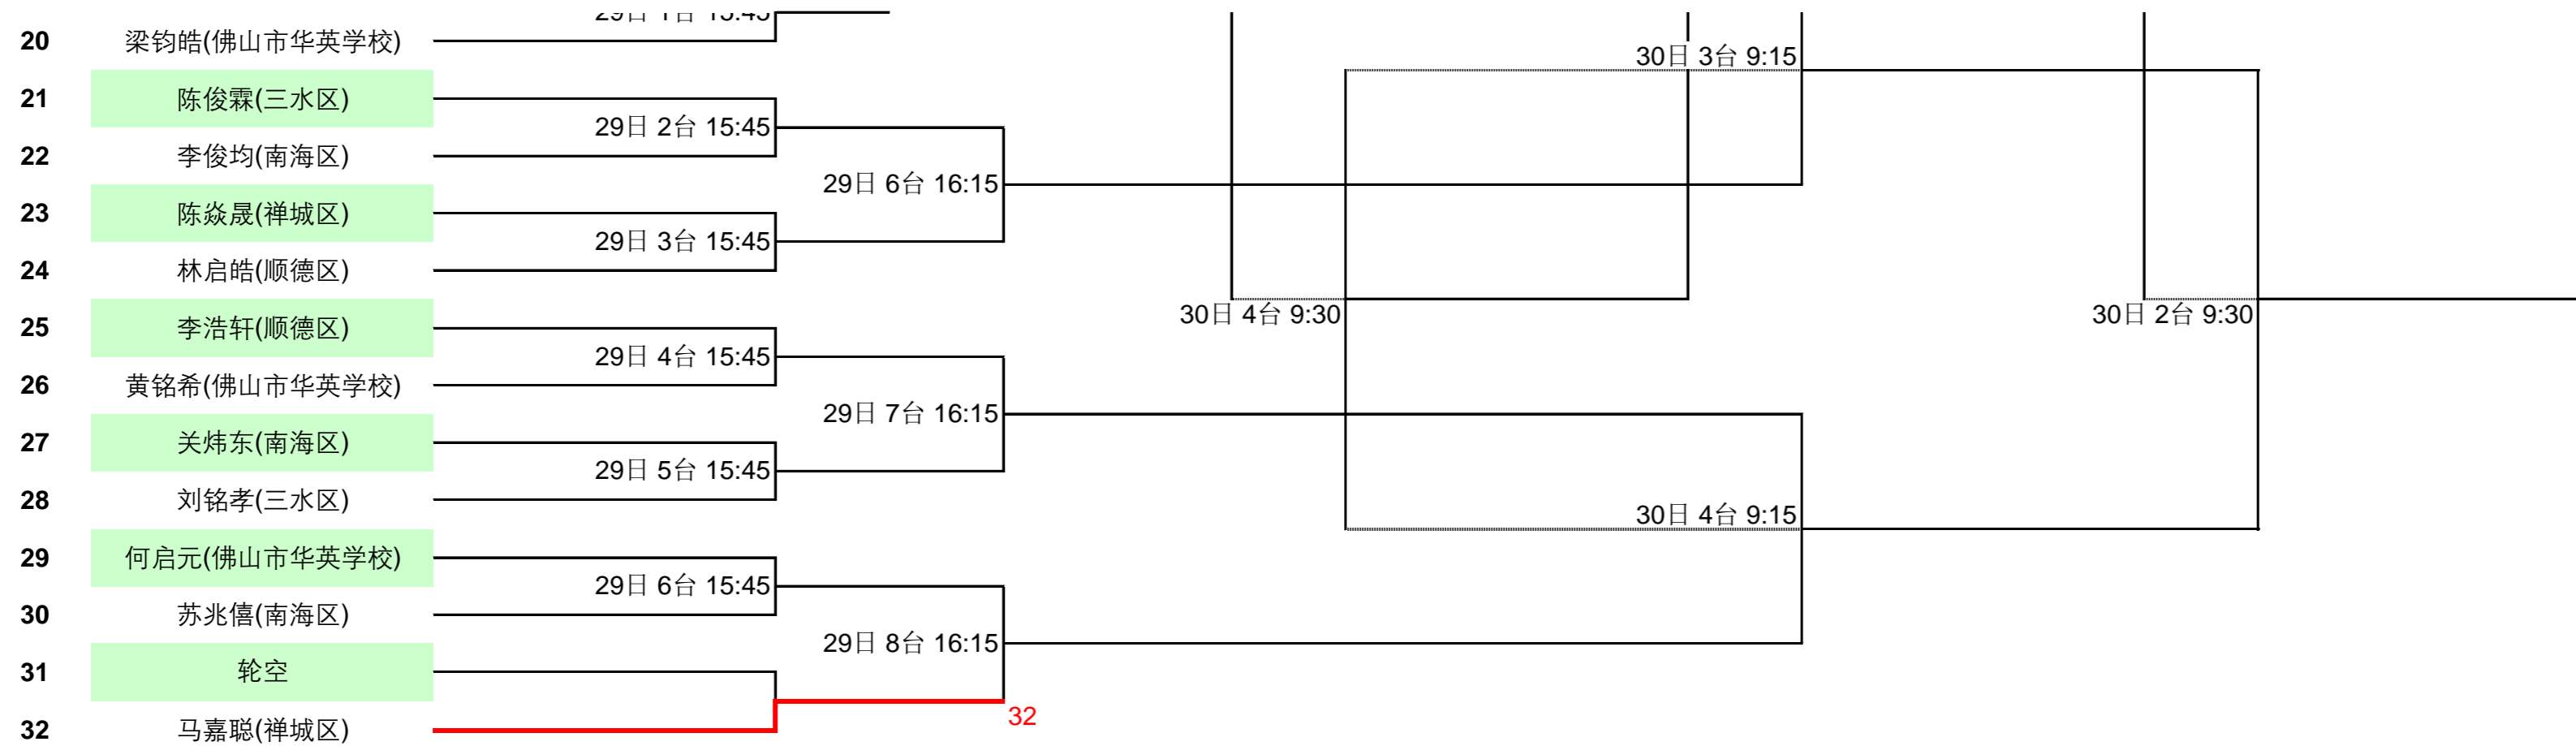 29日 1台 15:45
20 梁钧皓(佛山市华英学校)
30日 3台 9:15
21 陈俊霖(三水区)
29日 2台 15:45
22 李俊均(南海区)
29日 6台 16:15
23 陈焱晟(禅城区)
29日 3台 15:45
24 林启皓(顺德区)
30日 4台 9:30
30日 2台 9:30
25 李浩轩(顺德区)
29日 4台 15:45
26 黄铭希(佛山市华英学校)
29日 7台 16:15
27 关炜东(南海区)
29日 5台 15:45
28 刘铭孝(三水区)
30日 4台 9:15
29 何启元(佛山市华英学校)
29日 6台 15:45
30 苏兆僖(南海区)
29日 8台 16:15
31 轮空
32
32 马嘉聪(禅城区)